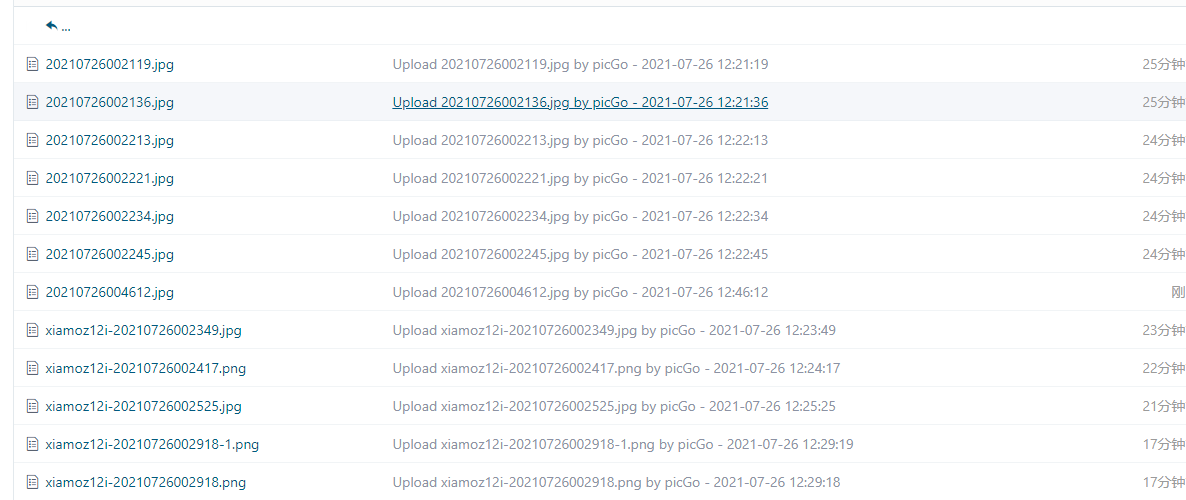 ...
20210726002119.jpg Upload 20210726002119.jpg by picGo - 2021-07-26 12:21:19 25分钟
20210726002136.jpg Upload 20210726002136.jpg by picGo - 2021-07-26 12:21:36 25分钟
20210726002213.jpg Upload 20210726002213.jpg by picGo - 2021-07-26 12:22:13 24分钟
20210726002221.jpg Upload 20210726002221.jpg by picGo - 2021-07-26 12:22:21 24分钟
20210726002234.jpg Upload 20210726002234.jpg by picGo - 2021-07-26 12:22:34 24分钟
20210726002245.jpg Upload 20210726002245.jpg by picGo - 2021-07-26 12:22:45 24分钟
20210726004612.jpg Upload 20210726004612.jpg by picGo - 2021-07-26 12:46:12 刚
xiamoz12i-20210726002349.jpg Upload xiamoz12i-20210726002349.jpg by picGo - 2021-07-26 12:23:49 23分钟
xiamoz12i-20210726002417.png Upload xiamoz12i-20210726002417.png by picGo - 2021-07-26 12:24:17 22分钟
xiamoz12i-20210726002525.jpg Upload xiamoz12i-20210726002525.jpg by picGo - 2021-07-26 12:25:25 21分钟
xiamoz12i-20210726002918-1.png Upload xiamoz12i-20210726002918-1.png by picGo - 2021-07-26 12:29:19 17分钟
xiamoz12i-20210726002918.png Upload xiamoz12i-20210726002918.png by picGo - 2021-07-26 12:29:18 17分钟